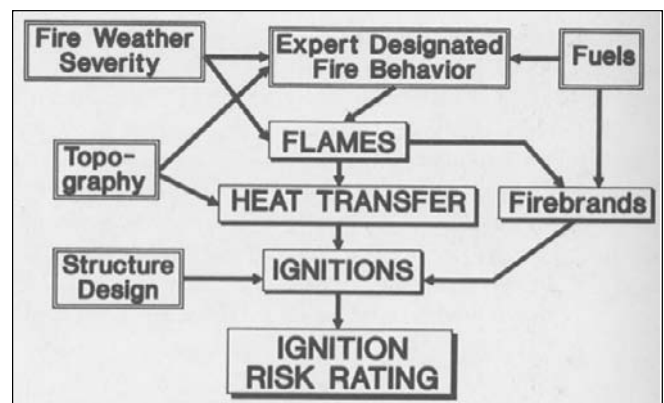 Fire Weather
Severity
Expert Designated
Fire Behavior
Fuels
FLAMES
Topo-
graphy
HEAT TRANSFER
Firebrands
Structure
Design
IGNITIONS
IGNITION
RISK RATING